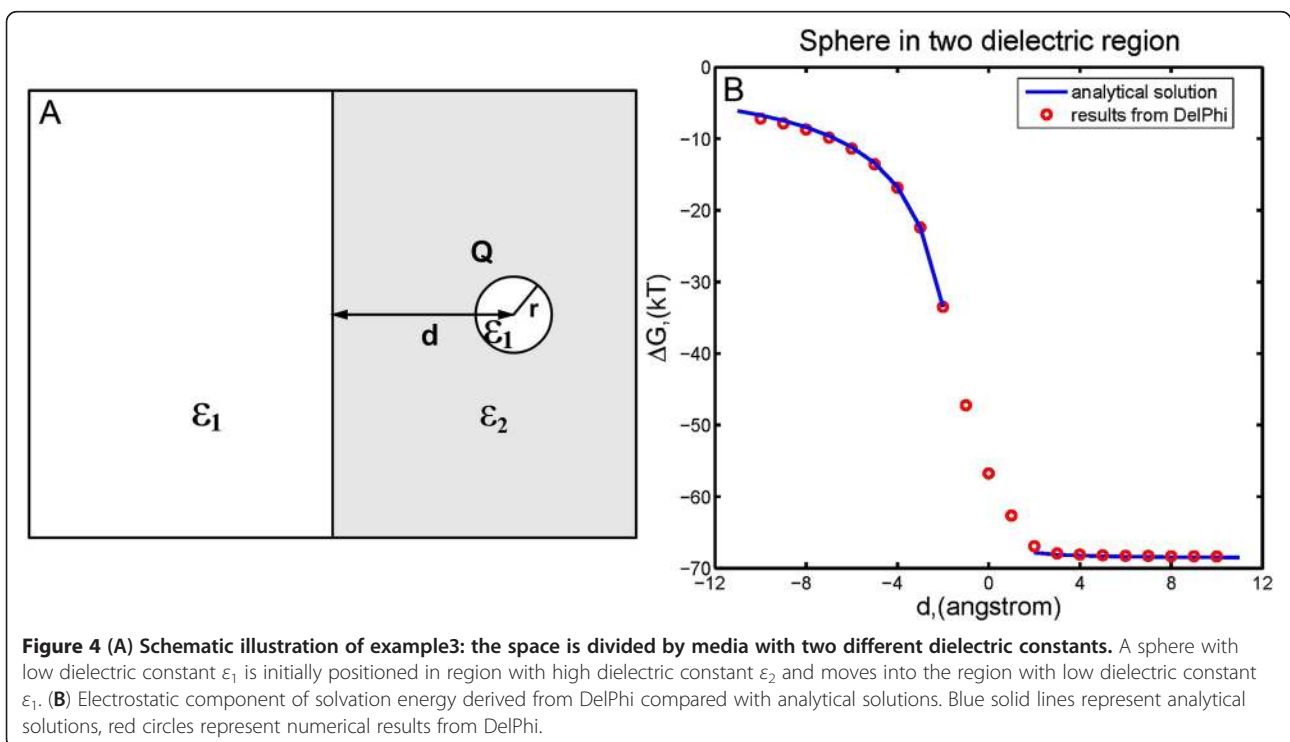 A
Q
r
d
ε1
ε1
ε2
Sphere in two dielectric region
B
analytical solution
results from DelPhi
0
−10
−20
−30
−40
−50
−60
−70
ΔG,(kT)
−12 −8 −4 0 4 8 12
d,(angstrom)
Figure 4 (A) Schematic illustration of example3: the space is divided by media with two different dielectric constants. A sphere with
low dielectric constant ε1 is initially positioned in region with high dielectric constant ε2 and moves into the region with low dielectric constant
ε1. (B) Electrostatic component of solvation energy derived from DelPhi compared with analytical solutions. Blue solid lines represent analytical
solutions, red circles represent numerical results from DelPhi.